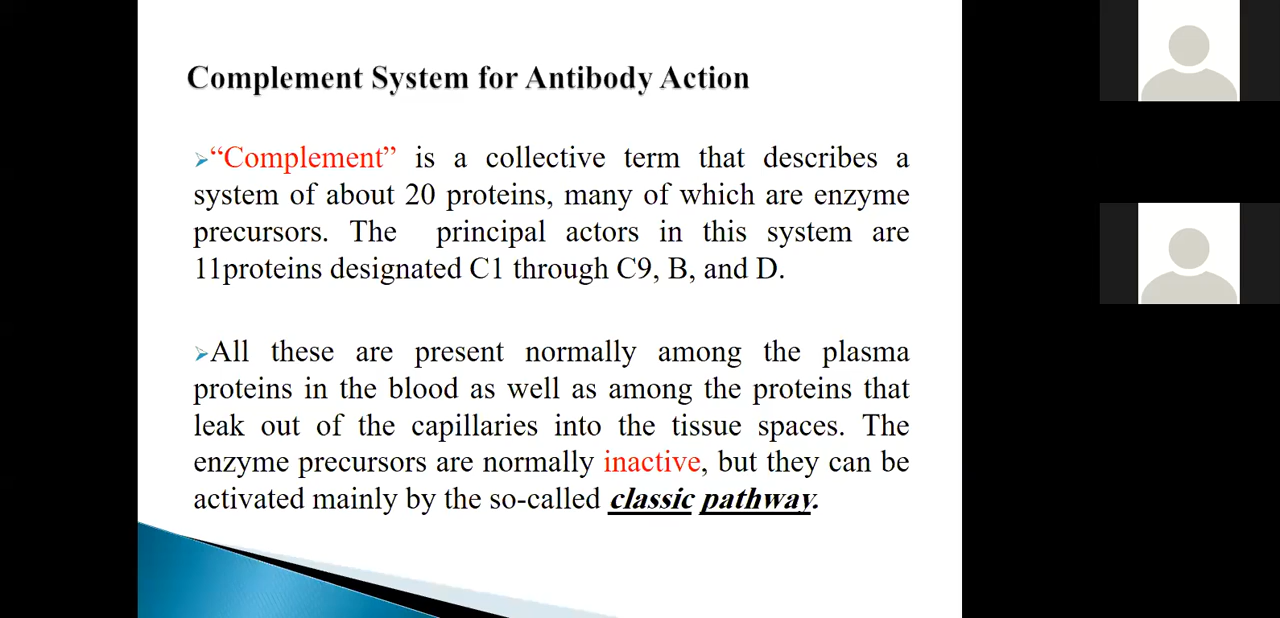 Complement System for Antibody Action
➢“Complement” is a collective term that describes a
system of about 20 proteins, many of which are enzyme
precursors. The principal actors in this system are
11proteins designated C1 through C9, B, and D.
➢All these are present normally among the plasma
proteins in the blood as well as among the proteins that
leak out of the capillaries into the tissue spaces. The
enzyme precursors are normally inactive, but they can be
activated mainly by the so-called classic pathway.